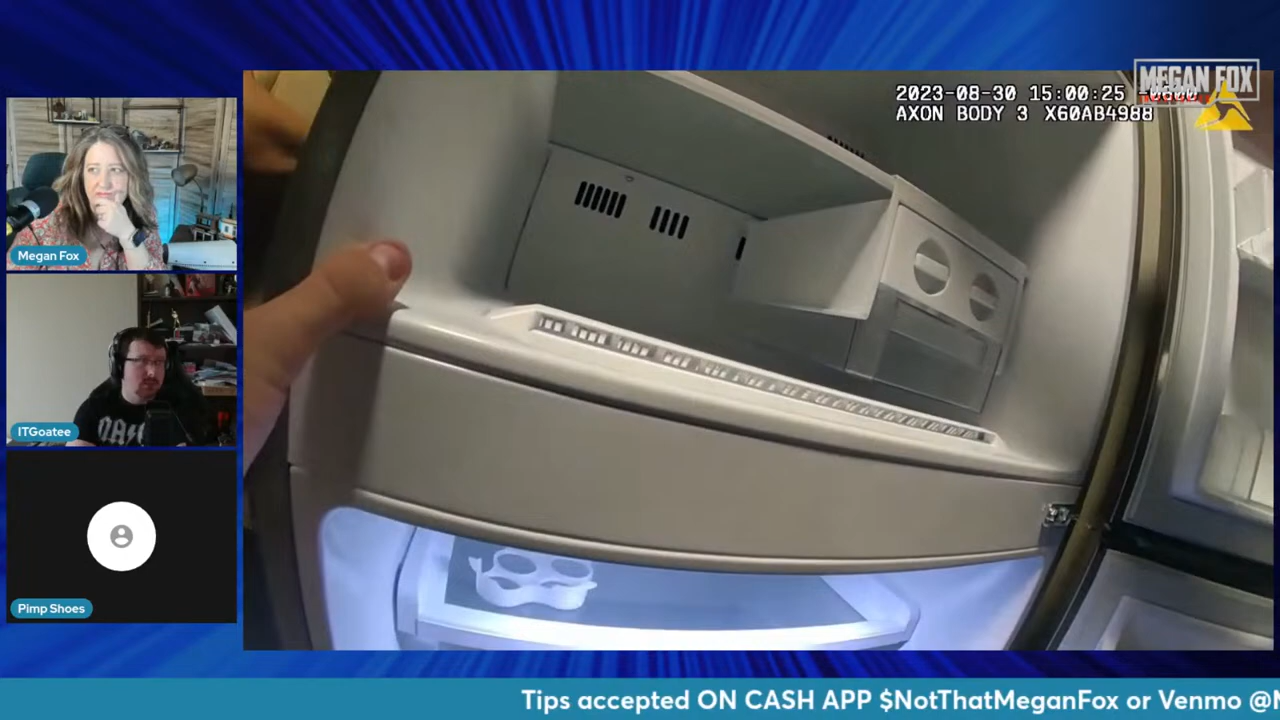 MEGAN FOX
2023-08-30 15:00:25
AXON BODY 3 X60AB4988
Megan Fox
ITGoatee
Pimp Shoes
Tips accepted ON CASH APP $NotThatMeganFox or Venmo @